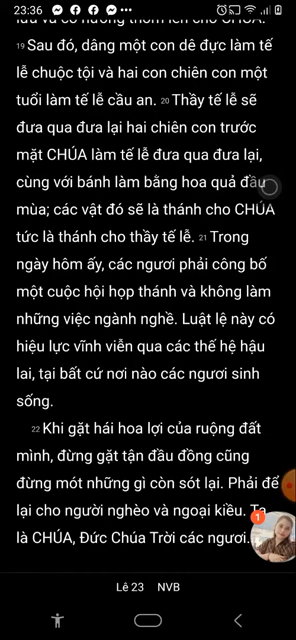 23:36
19 Sau đó, dâng một con dê đực làm tế
lễ chuộc tội và hai con chiên con một
tuổi làm tế lễ cầu an. 20 Thầy tế lễ sẽ
đưa qua đưa lại hai chiên con trước
mặt CHÚA làm tế lễ đưa qua đưa lại,
cùng với bánh làm bằng hoa quả đầu
mùa; các vật đó sẽ là thánh cho CHÚA
tức là thánh cho thầy tế lễ. 21 Trong
ngày hôm ấy, các ngươi phải công bố
một cuộc hội họp thánh và không làm
những việc ngành nghề. Luật lệ này có
hiệu lực vĩnh viễn qua các thế hệ hậu
lai, tại bất cứ nơi nào các ngươi sinh
sống.
22 Khi gặt hái hoa lợi của ruộng đất
mình, đừng gặt tận đầu đồng cũng
đừng mót những gì còn sót lại. Phải để
lại cho người nghèo và ngoại kiều. Ta
là CHÚA, Đức Chúa Trời các ngươi.
1
Lê 23 NVB